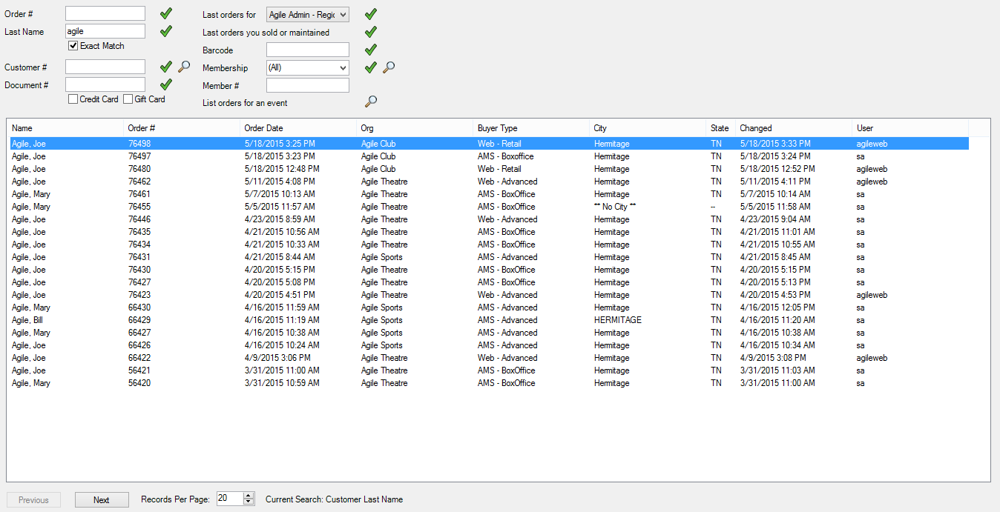 Order # Last orders for Agile Admin - Regic
Last Name agile Last orders you sold or maintained
Exact Match Barcode
Customer # Membership (All)
Document # Member #
Credit Card Gift Card List orders for an event
Name Order # Order Date Org Buyer Type City State Changed User
Agile, Joe 76498 5/18/2015 3:25 PM Agile Club Web - Retail Hermitage TN 5/18/2015 3:33 PM agileweb
Agile, Joe 76497 5/18/2015 3:23 PM Agile Club AMS - Boxoffice Hermitage TN 5/18/2015 3:24 PM sa
Agile, Joe 76480 5/18/2015 12:48 PM Agile Club Web - Retail Hermitage TN 5/18/2015 12:52 PM agileweb
Agile, Joe 76462 5/11/2015 4:08 PM Agile Theatre Web - Advanced Hermitage TN 5/11/2015 4:11 PM agileweb
Agile, Mary 76461 5/7/2015 10:13 AM Agile Theatre AMS - BoxOffice Hermitage TN 5/7/2015 10:14 AM sa
Agile, Mary 76455 5/5/2015 11:57 AM Agile Theatre AMS - BoxOffice ** No City ** -- 5/5/2015 11:58 AM sa
Agile, Joe 76446 4/23/2015 8:59 AM Agile Theatre Web - Advanced Hermitage TN 4/23/2015 9:04 AM sa
Agile, Joe 76435 4/21/2015 10:56 AM Agile Theatre AMS - BoxOffice Hermitage TN 4/21/2015 11:01 AM sa
Agile, Joe 76434 4/21/2015 10:33 AM Agile Theatre AMS - BoxOffice Hermitage TN 4/21/2015 10:55 AM sa
Agile, Joe 76431 4/21/2015 8:44 AM Agile Sports AMS - Advanced Hermitage TN 4/21/2015 8:45 AM sa
Agile, Joe 76430 4/20/2015 5:15 PM Agile Theatre AMS - BoxOffice Hermitage TN 4/20/2015 5:15 PM sa
Agile, Joe 76427 4/20/2015 5:08 PM Agile Theatre AMS - BoxOffice Hermitage TN 4/20/2015 5:13 PM sa
Agile, Joe 76423 4/20/2015 4:51 PM Agile Theatre Web - Advanced Hermitage TN 4/20/2015 4:53 PM agileweb
Agile, Mary 66430 4/16/2015 11:59 AM Agile Sports AMS - Advanced Hermitage TN 4/16/2015 12:05 PM sa
Agile, Bill 66429 4/16/2015 11:19 AM Agile Sports AMS - Advanced HERMITAGE TN 4/16/2015 11:20 AM sa
Agile, Mary 66427 4/16/2015 10:38 AM Agile Sports AMS - Advanced Hermitage TN 4/16/2015 10:38 AM sa
Agile, Joe 66426 4/16/2015 10:24 AM Agile Sports AMS - Advanced Hermitage TN 4/16/2015 10:34 AM sa
Agile, Joe 66422 4/9/2015 3:06 PM Agile Theatre Web - Advanced Hermitage TN 4/9/2015 3:08 PM agileweb
Agile, Joe 56421 3/31/2015 11:00 AM Agile Theatre AMS - BoxOffice Hermitage TN 3/31/2015 11:03 AM sa
Agile, Mary 56420 3/31/2015 10:59 AM Agile Theatre AMS - BoxOffice Hermitage TN 3/31/2015 11:00 AM sa
Previous Next Records Per Page: 20 Current Search: Customer Last Name